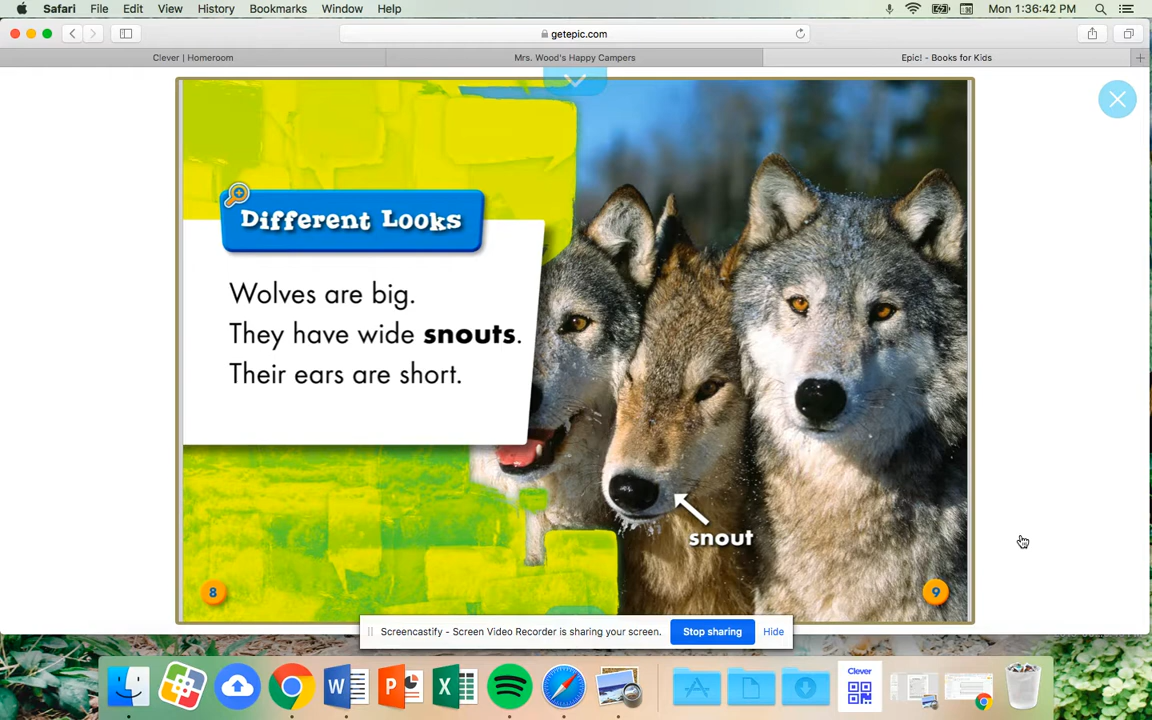 Safari File Edit View History Bookmarks Window Help Mon 1:36:42 PM
getepic.com
Clever | Homeroom Mrs. Wood's Happy Campers Epic! - Books for Kids
Different Looks
Wolves are big.
They have wide snouts.
Their ears are short.
snout
8 9
Screencastify - Screen Video Recorder is sharing your screen. Stop sharing Hide
Clever